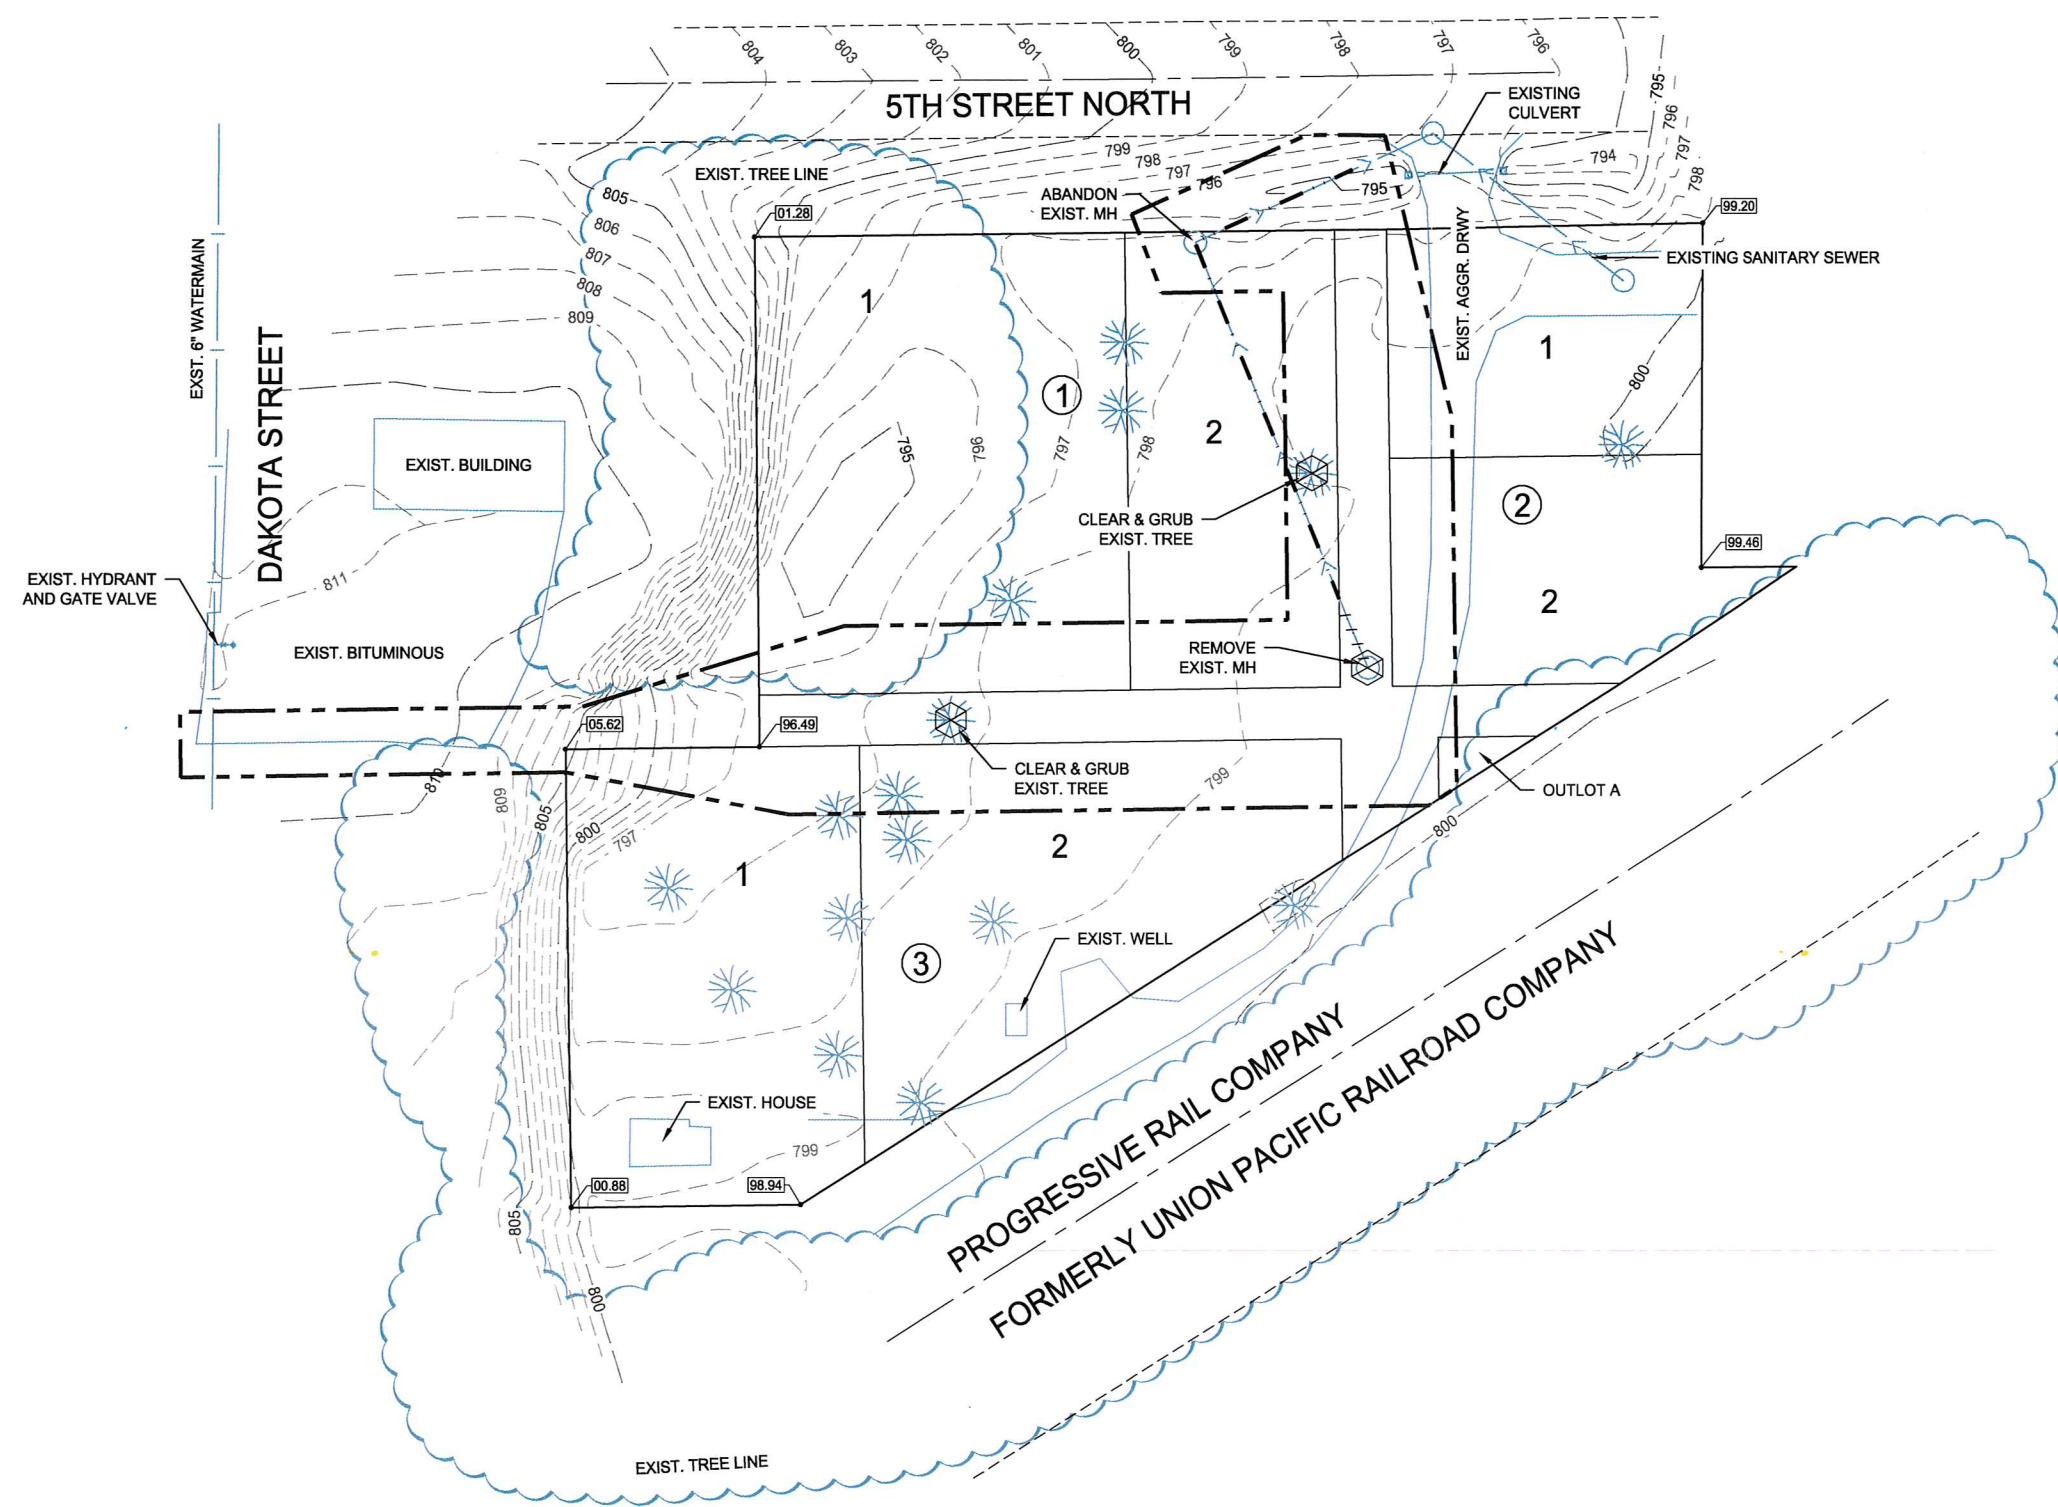 804
803
802
801
800
799
798
797
796
795
796
797
798
5TH STREET NORTH
EXISTING
CULVERT
794
799
798
797
796
795
EXIST. TREE LINE
ABANDON
EXIST. MH
01.28
99.20
805
806
807
808
809
EXST. 6" WATERMAIN
DAKOTA STREET
EXIST. AGGR. DRWY
EXISTING SANITARY SEWER
1
1
1
2
800
795
796
797
798
EXIST. BUILDING
CLEAR & GRUB
EXIST. TREE
2
99.46
EXIST. HYDRANT
AND GATE VALVE
811
2
EXIST. BITUMINOUS
REMOVE
EXIST. MH
05.62
96.49
CLEAR & GRUB
EXIST. TREE
799
OUTLOT A
810
809
805
800
797
800
1
2
3
EXIST. WELL
EXIST. HOUSE
799
00.88
98.94
805
800
PROGRESSIVE RAIL COMPANY
FORMERLY UNION PACIFIC RAILROAD COMPANY
EXIST. TREE LINE